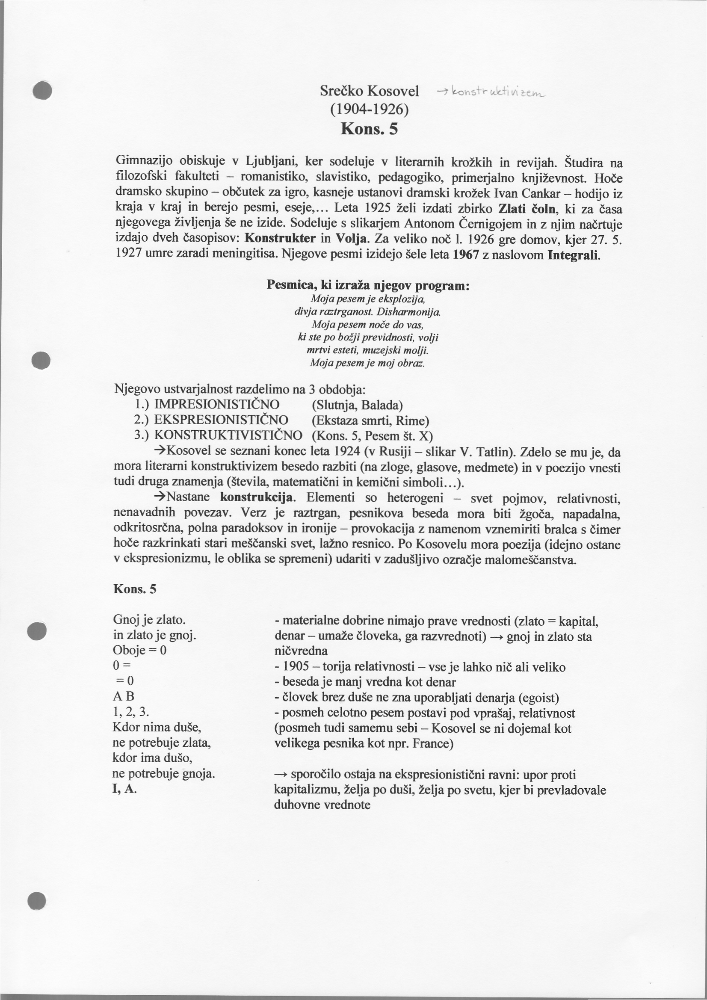 Srečko Kosovel → konstruktivizem
(1904-1926)
Kons. 5
Gimnazijo obiskuje v Ljubljani, ker sodeluje v literarnih krožkih in revijah. Študira na
filozofski fakulteti – romanistiko, slavistiko, pedagogiko, primerjalno književnost. Hoče
dramsko skupino – občutek za igro, kasneje ustanovi dramski krožek Ivan Cankar – hodijo iz
kraja v kraj in berejo pesmi, eseje,... Leta 1925 želi izdati zbirko Zlati čoln, ki za časa
njegovega življenja še ne izide. Sodeluje s slikarjem Antonom Černigojem in z njim načrtuje
izdajo dveh časopisov: Konstrukter in Volja. Za veliko noč l. 1926 gre domov, kjer 27. 5.
1927 umre zaradi meningitisa. Njegove pesmi izidejo šele leta 1967 z naslovom Integrali.
Pesmica, ki izraža njegov program:
Moja pesem je eksplozija,
divja raztrganost. Disharmonija.
Moja pesem noče do vas,
ki ste po božji previdnosti, volji
mrtvi esteti, muzejski molji.
Moja pesem je moj obraz.
Njegovo ustvarjalnost razdelimo na 3 obdobja:
1.) IMPRESIONISTIČNO (Slutnja, Balada)
2.) EKSPRESIONISTIČNO (Ekstaza smrti, Rime)
3.) KONSTRUKTIVISTIČNO (Kons. 5, Pesem št. X)
→Kosovel se seznani konec leta 1924 (v Rusiji – slikar V. Tatlin). Zdelo se mu je, da
mora literarni konstruktivizem besedo razbiti (na zloge, glasove, medmete) in v poezijo vnesti
tudi druga znamenja (števila, matematični in kemični simboli...).
→Nastane konstrukcija. Elementi so heterogeni – svet pojmov, relativnosti,
nenavadnih povezav. Verz je raztrgan, pesnikova beseda mora biti žgoča, napadalna,
odkritosrčna, polna paradoksov in ironije – provokacija z namenom vznemiriti bralca s čimer
hoče razkrinkati stari meščanski svet, lažno resnico. Po Kosovelu mora poezija (idejno ostane
v ekspresionizmu, le oblika se spremeni) udariti v zadušljivo ozračje malomeščanstva.
Kons. 5
Gnoj je zlato.
in zlato je gnoj.
Oboje = 0
0 =
= 0
A B
1, 2, 3.
Kdor nima duše,
ne potrebuje zlata,
kdor ima dušo,
ne potrebuje gnoja.
I, A.
- materialne dobrine nimajo prave vrednosti (zlato = kapital,
denar – umaže človeka, ga razvrednoti) → gnoj in zlato sta
ničvredna
- 1905 – torija relativnosti – vse je lahko nič ali veliko
- beseda je manj vredna kot denar
- človek brez duše ne zna uporabljati denarja (egoist)
- posmeh celotno pesem postavi pod vprašaj, relativnost
(posmeh tudi samemu sebi – Kosovel se ni dojemal kot
velikega pesnika kot npr. France)
→ sporočilo ostaja na ekspresionistični ravni: upor proti
kapitalizmu, želja po duši, želja po svetu, kjer bi prevladovale
duhovne vrednote